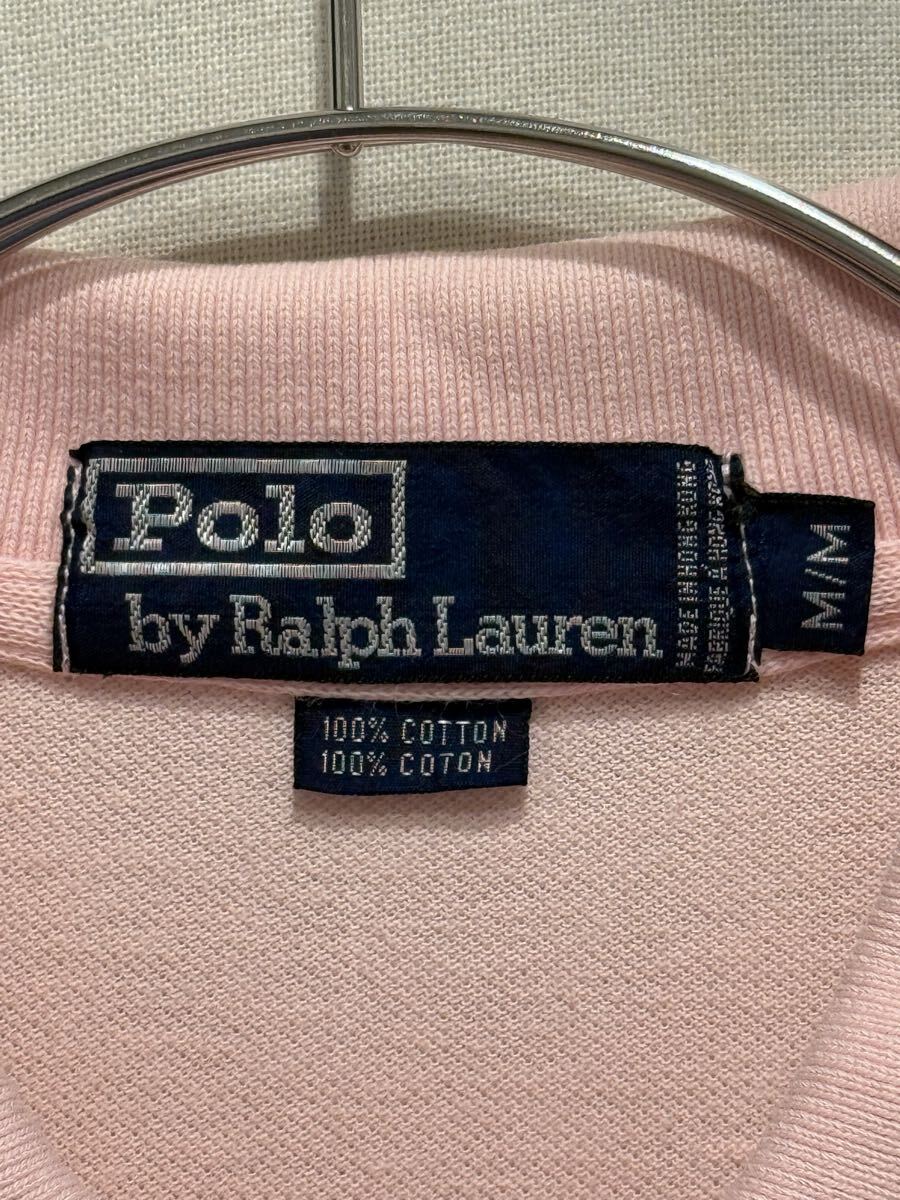 Polo
by Ralph Lauren
MADE IN HONG KONG
FABRIQUE A HONG KONG
M/M
100% COTTON
100% COTON